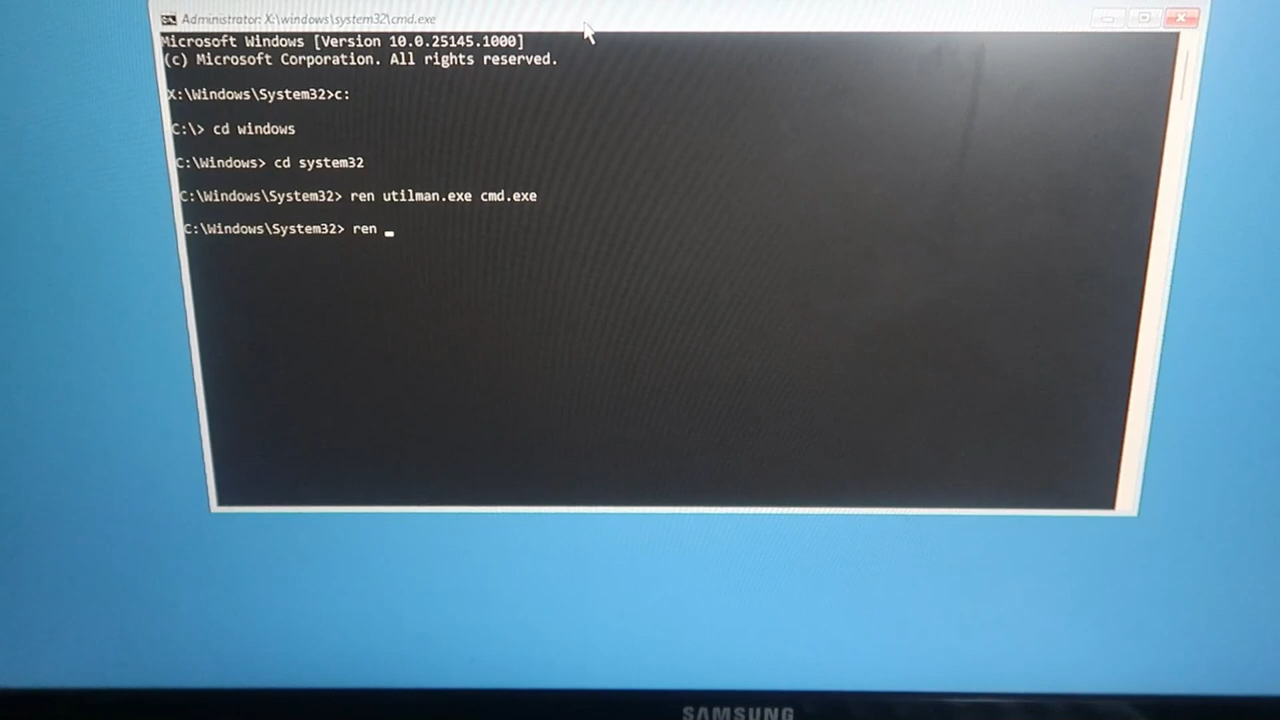 Administrator: X:\windows\system32\cmd.exe
Microsoft Windows [Version 10.0.25145.1000]
(c) Microsoft Corporation. All rights reserved.
X:\Windows\System32>c:
C:\> cd windows
C:\Windows> cd system32
C:\Windows\System32> ren utilman.exe cmd.exe
C:\Windows\System32> ren _
SAMSUNG